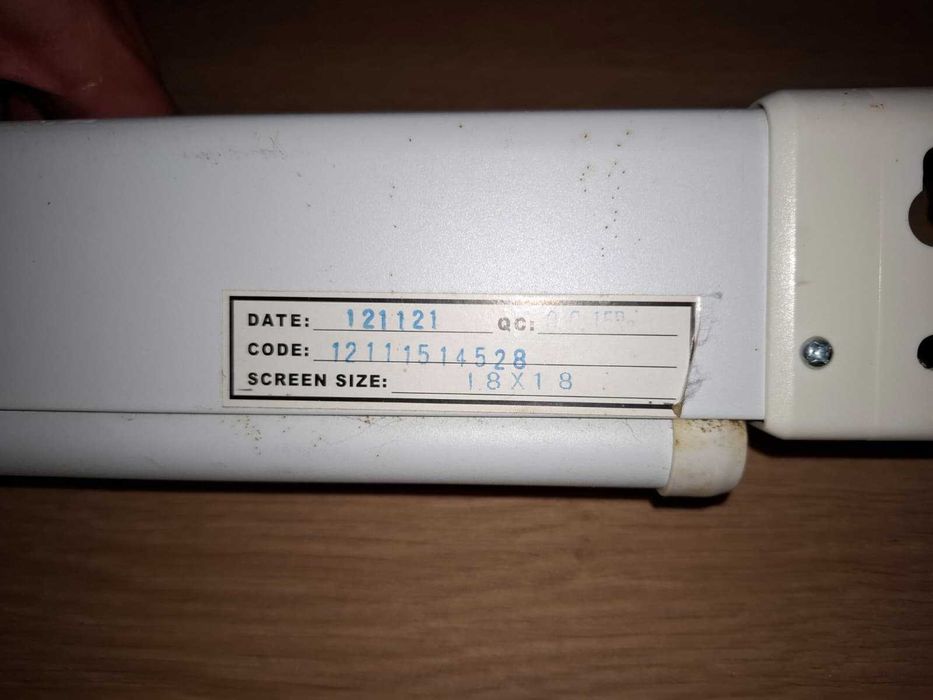 DATE: 121121 QC:
CODE: 12111514528
SCREEN SIZE: 18X18